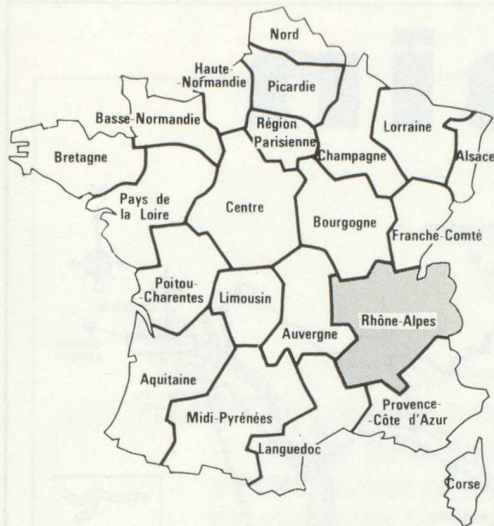 Nord
Haute-
Normandie
Picardie
Basse-Normandie
Région
Parisienne
Lorraine
Alsace
Bretagne
Champagne
Pays de
la Loire
Centre
Bourgogne
Franche-Comté
Poitou-
Charentes
Limousin
Rhône-Alpes
Auvergne
Aquitaine
Midi-Pyrénées
Provence-
-Côte d'Azur
Languedoc
Corse